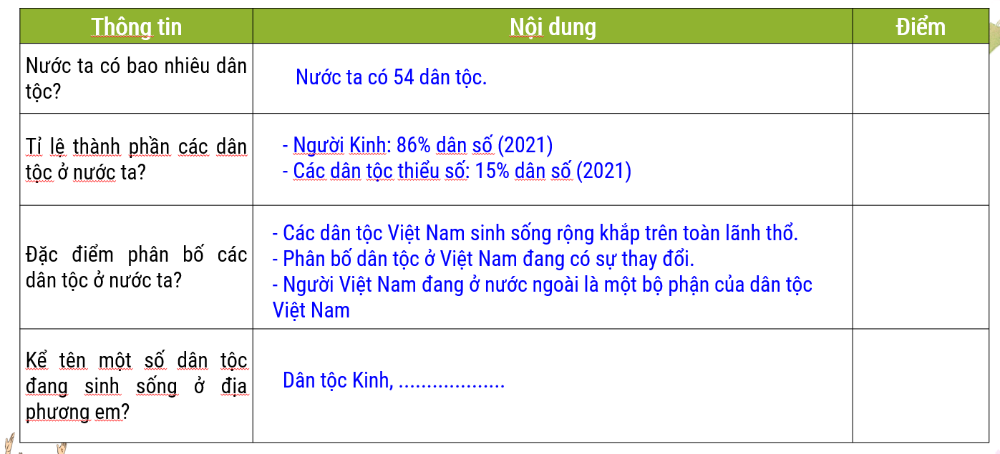 Thông tin
Nội dung
Điểm
Nước ta có bao nhiêu dân
tộc?
Nước ta có 54 dân tộc.
Tỉ lệ thành phần các dân
tộc ở nước ta?
- Người Kinh: 86% dân số (2021)
- Các dân tộc thiểu số: 15% dân số (2021)
Đặc điểm phân bố các
dân tộc ở nước ta?
- Các dân tộc Việt Nam sinh sống rộng khắp trên toàn lãnh thổ.
- Phân bố dân tộc ở Việt Nam đang có sự thay đổi.
- Người Việt Nam đang ở nước ngoài là một bộ phận của dân tộc
Việt Nam
Kể tên một số dân tộc
đang sinh sống ở địa
phương em?
Dân tộc Kinh, ...................